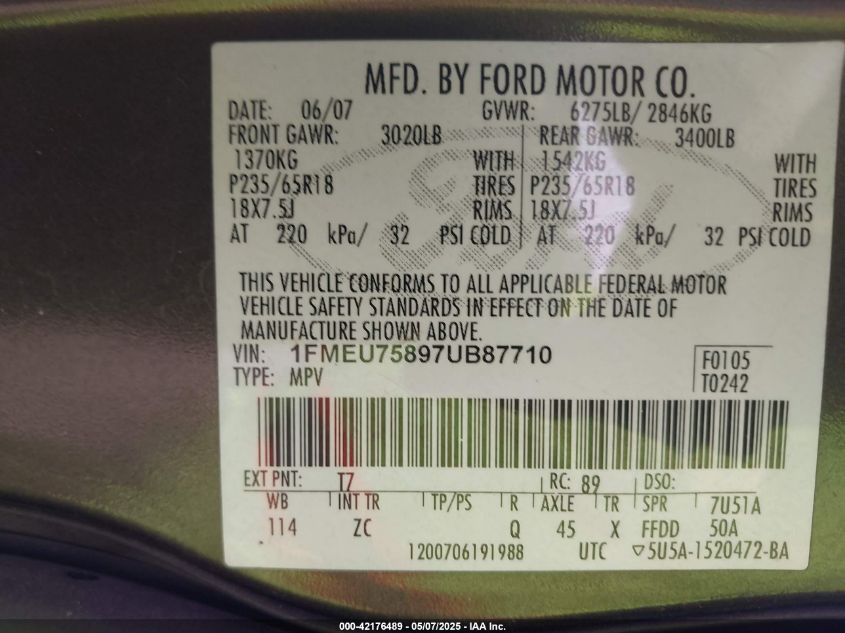 MFD. BY FORD MOTOR CO.
DATE: 06/07 GVWR: 6275LB/ 2846KG
FRONT GAWR: 3020LB REAR GAWR: 3400LB
1370KG WITH 1542KG WITH
P235/65R18 TIRES P235/65R18 TIRES
18X7.5J RIMS 18X7.5J RIMS
AT 220 kPa/ 32 PSI COLD AT 220 kPa/ 32 PSI COLD
THIS VEHICLE CONFORMS TO ALL APPLICABLE FEDERAL MOTOR
VEHICLE SAFETY STANDARDS IN EFFECT ON THE DATE OF
MANUFACTURE SHOWN ABOVE.
VIN: 1FMEU75897UB87710
TYPE: MPV
F0105
T0242
EXT PNT: T7 RC: 89 DSO:
WB INT TR TP/PS R AXLE TR SPR 7U51A
114 ZC Q 45 X FFDD 50A
1200706191988 UTC ▽5U5A-1520472-BA
000-42176489 - 05/07/2025 - IAA Inc.